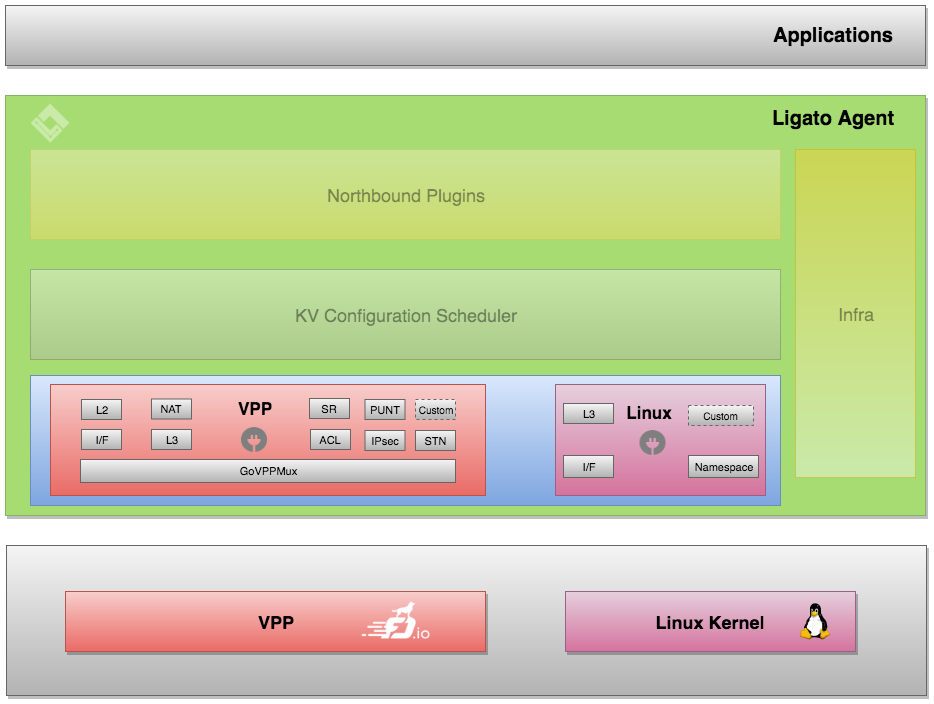 Applications
Ligato Agent
Northbound Plugins
KV Configuration Scheduler
Infra
L2
NAT
VPP
SR
PUNT
Custom
I/F
L3
ACL
IPsec
STN
GoVPPMux
L3
Linux
Custom
I/F
Namespace
VPP
FD.io
Linux Kernel